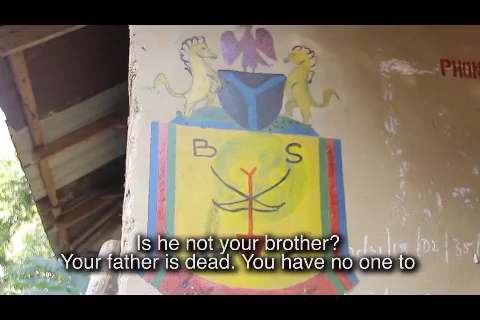 PHON
B S
Is he not your brother?
Your father is dead. You have no one to